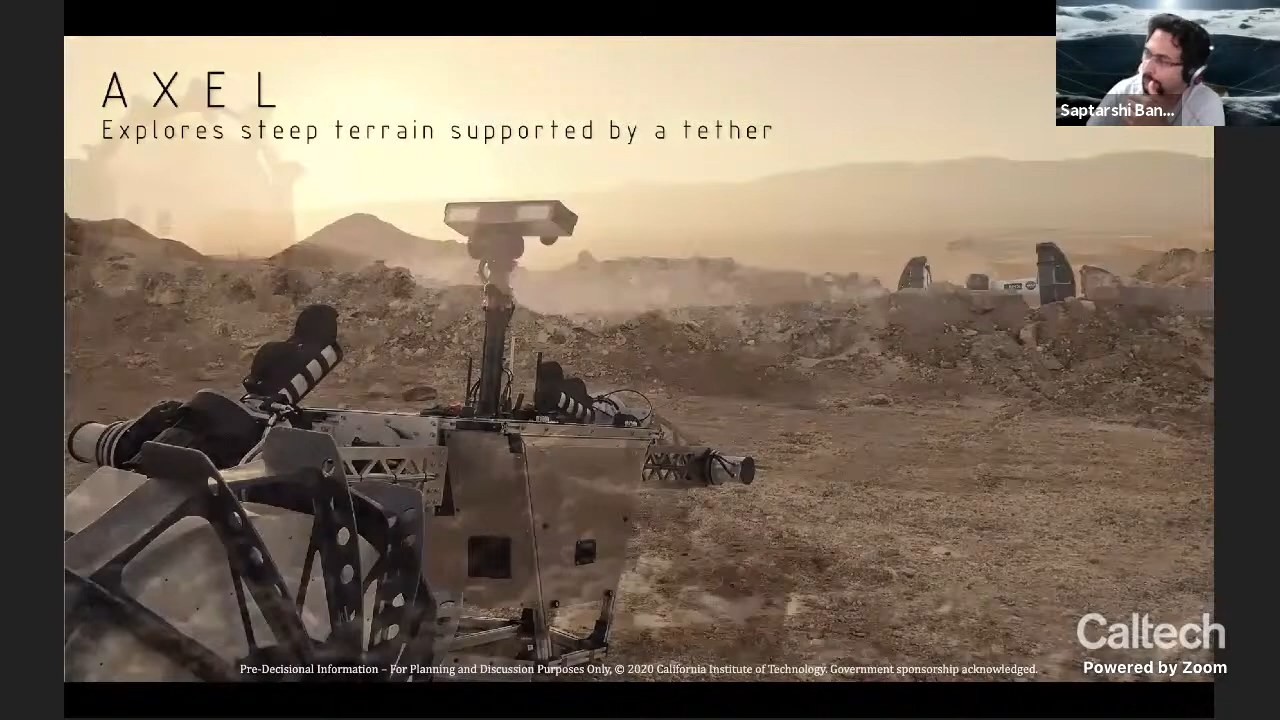 A X E L
Explores steep terrain supported by a tether
Saptarshi Ban...
Caltech
Powered by Zoom
Pre-Decisional Information – For Planning and Discussion Purposes Only, © 2020 California Institute of Technology. Government sponsorship acknowledged.